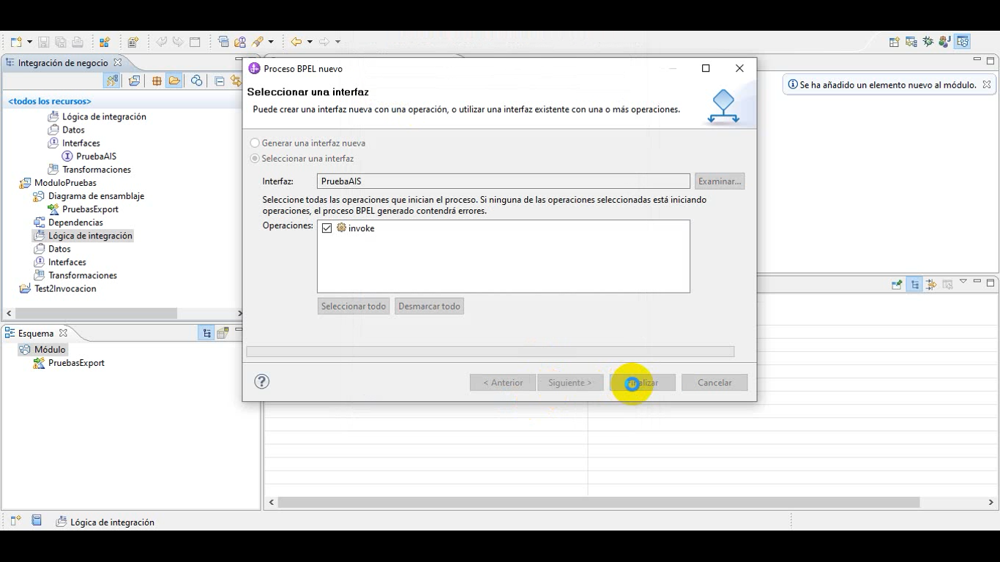 Integración de negocio
<todos los recursos>
Lógica de integración
Datos
Interfaces
PruebaAIS
Transformaciones
ModuloPruebas
Diagrama de ensamblaje
PruebasExport
Dependencias
Lógica de integración
Datos
Interfaces
Transformaciones
Test2Invocacion
Esquema
Módulo
PruebasExport
Proceso BPEL nuevo
Seleccionar una interfaz
Puede crear una interfaz nueva con una operación, o utilizar una interfaz existente con una o más operaciones.
Generar una interfaz nueva
Seleccionar una interfaz
Interfaz: PruebaAIS Examinar...
Seleccione todas las operaciones que inician el proceso. Si ninguna de las operaciones seleccionadas está iniciando
operaciones, el proceso BPEL generado contendrá errores.
Operaciones: invoke
Seleccionar todo Desmarcar todo
< Anterior Siguiente > Finalizar Cancelar
Se ha añadido un elemento nuevo al módulo.
Lógica de integración